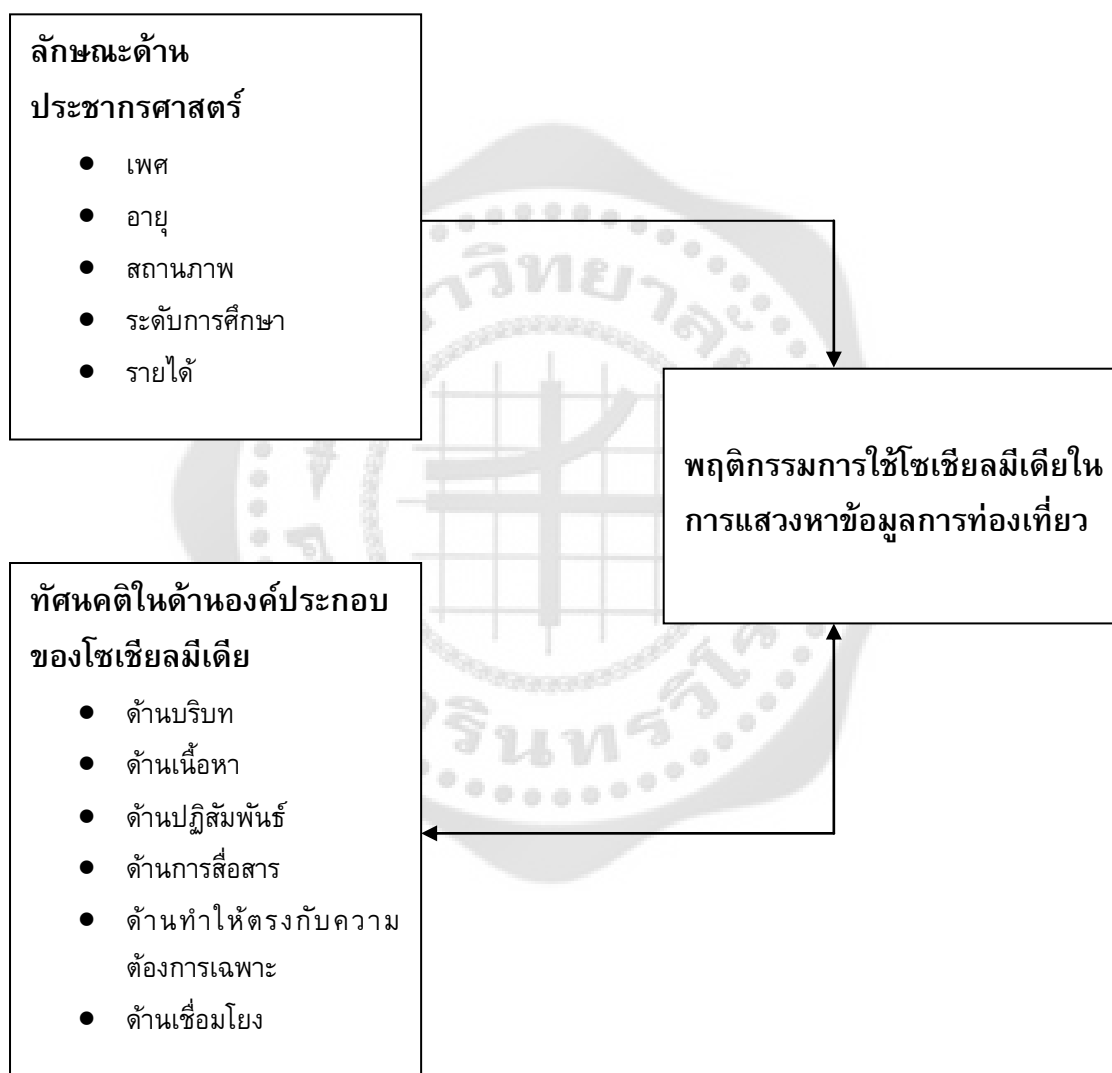 ลักษณะด้าน
ประชากรศาสตร์
● เพศ
● อายุ
● สถานภาพ
● ระดับการศึกษา
● รายได้
พฤติกรรมการใช้โซเชียลมีเดียใน
การแสวงหาข้อมูลการท่องเที่ยว
ทัศนคติในด้านองค์ประกอบ
ของโซเชียลมีเดีย
● ด้านบริบท
● ด้านเนื้อหา
● ด้านปฏิสัมพันธ์
● ด้านการสื่อสาร
● ด้านทำให้ตรงกับความ
ต้องการเฉพาะ
● ด้านเชื่อมโยง